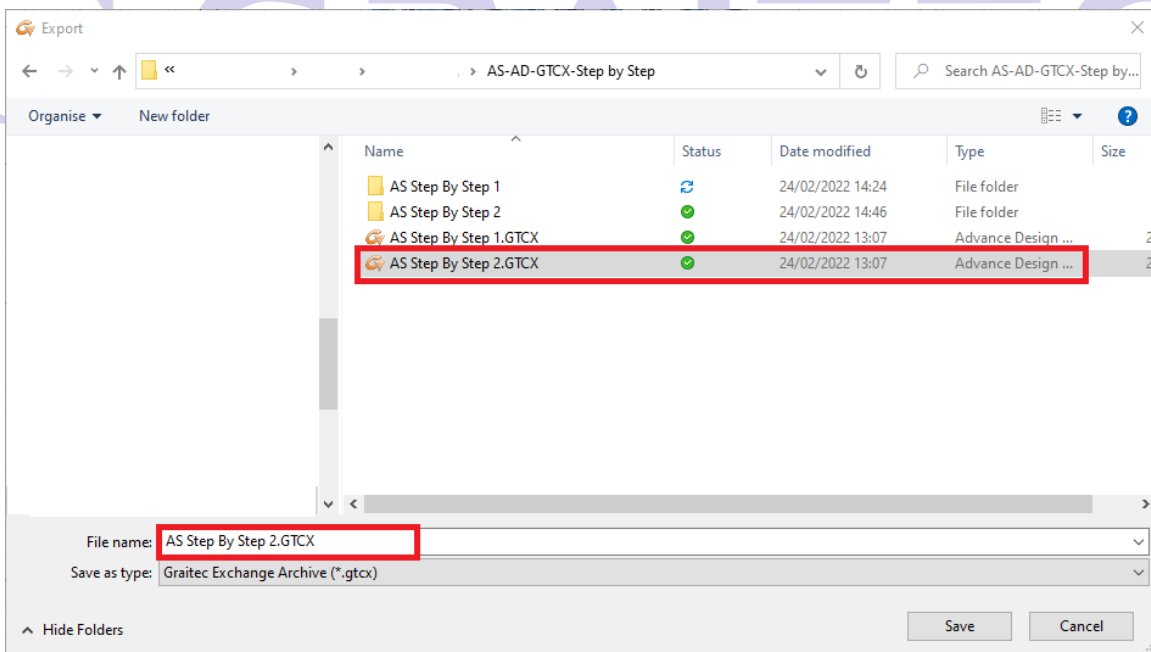 Export
« > > > AS-AD-GTCX-Step by Step
Search AS-AD-GTCX-Step by...
Organise New folder
Name Status Date modified Type Size
AS Step By Step 1 24/02/2022 14:24 File folder
AS Step By Step 2 24/02/2022 14:46 File folder
AS Step By Step 1.GTCX 24/02/2022 13:07 Advance Design ... 2
AS Step By Step 2.GTCX 24/02/2022 13:07 Advance Design ... 2
File name: AS Step By Step 2.GTCX
Save as type: Graitec Exchange Archive (*.gtcx)
Hide Folders Save Cancel